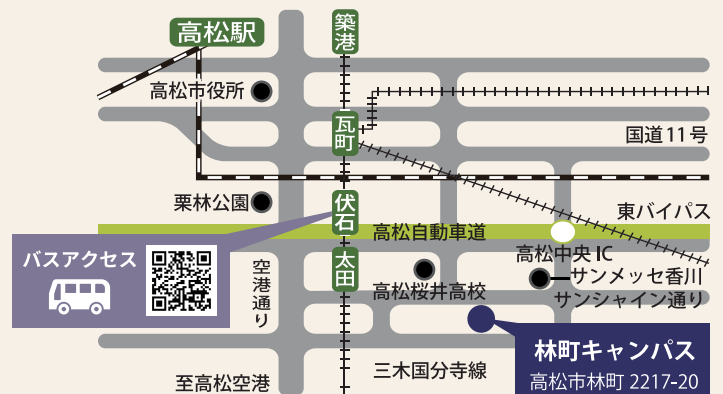 高松駅
築港
高松市役所
瓦町
国道11号
栗林公園
伏石
東バイパス
高松自動車道
バスアクセス
高松中央IC
太田
サンメッセ香川
空港通り
高松桜井高校
サンシャイン通り
林町キャンパス
三木国分寺線
至高松空港
高松市林町 2217-20